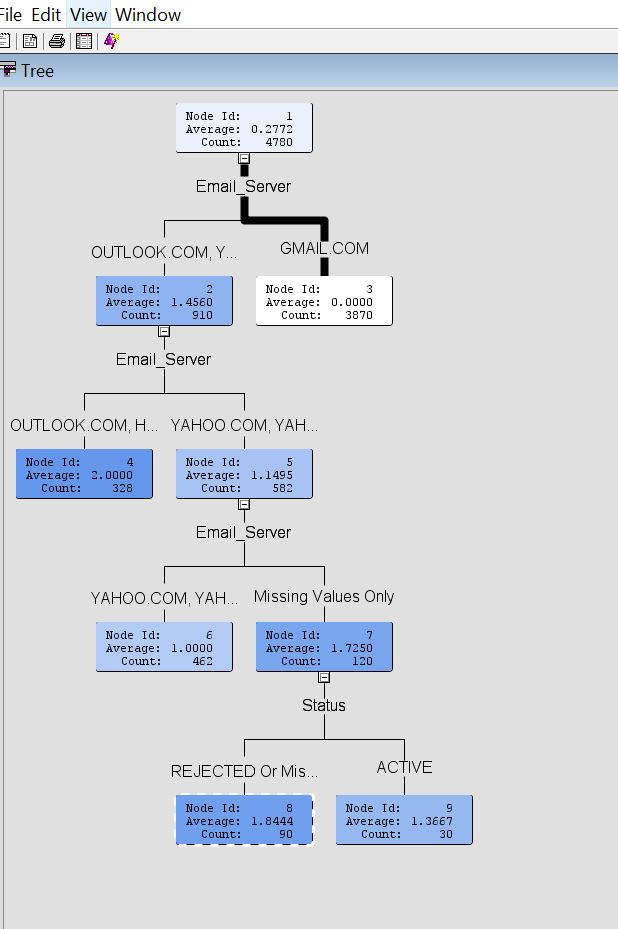 File Edit View Window
Tree
Node Id: 1
Average: 0.2772
Count: 4780
Email_Server
OUTLOOK.COM, Y... GMAIL.COM
Node Id: 2
Average: 1.4560
Count: 910
Node Id: 3
Average: 0.0000
Count: 3870
Email_Server
OUTLOOK.COM, H... YAHOO.COM, YAH...
Node Id: 4
Average: 2.0000
Count: 328
Node Id: 5
Average: 1.1495
Count: 582
Email_Server
YAHOO.COM, YAH... Missing Values Only
Node Id: 6
Average: 1.0000
Count: 462
Node Id: 7
Average: 1.7250
Count: 120
Status
REJECTED Or Mis... ACTIVE
Node Id: 8
Average: 1.8444
Count: 90
Node Id: 9
Average: 1.3667
Count: 30